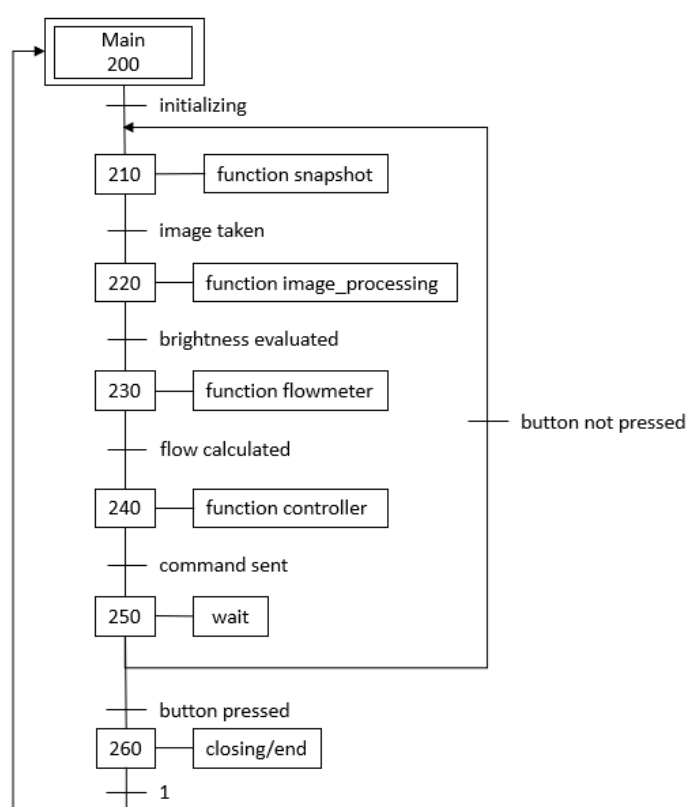 Main
200
initializing
210
function snapshot
image taken
220
function image_processing
brightness evaluated
230
function flowmeter
button not pressed
flow calculated
240
function controller
command sent
250
wait
button pressed
260
closing/end
1